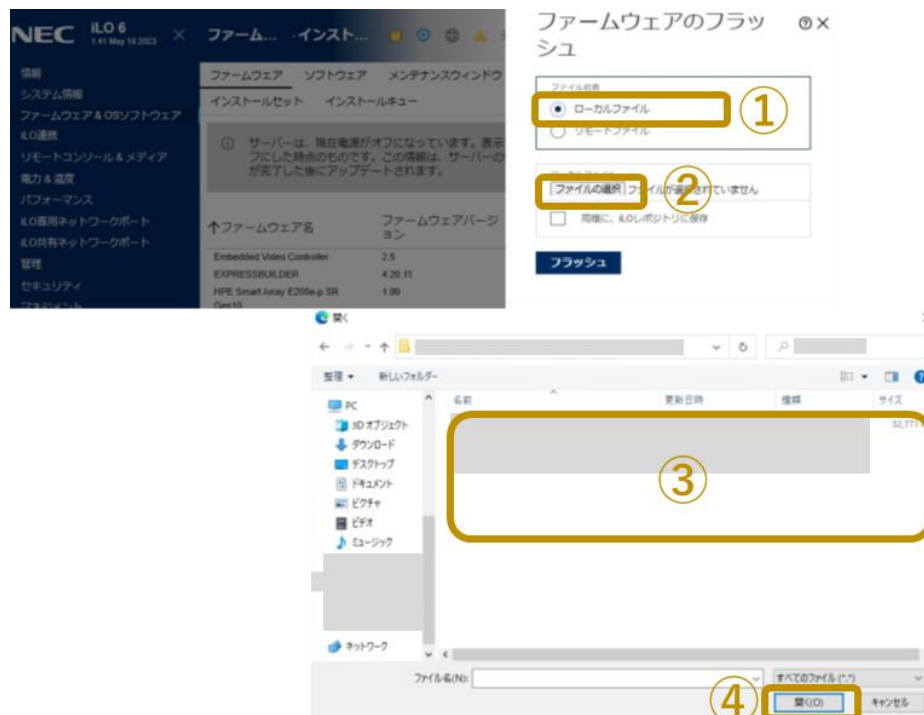 NEC iLO 6
1.41 May 18 2023
ファーム... ·インスト...
情報
システム情報
ファームウェア & OSソフトウェア
iLO連携
リモートコンソール & メディア
電力 & 温度
パフォーマンス
iLO専用ネットワークポート
iLO共有ネットワークポート
管理
セキュリティ
マネジメント
ファームウェア ソフトウェア メンテナンスウィンドウ
インストールセット インストールキュー
サーバーは、現在電源がオフになっています。表示
フにした時点のものです。この情報は、サーバーの
が完了した後にアップデートされます。
ファームウェア名 ファームウェアバージョン
Embedded Video Controller 2.5
EXPRESSBUILDER 4.20.11
HPE Smart Array E208e-p SR 1.99
Gen10
ファームウェアのフラッ
シュ
ローカルファイル
①
リモートファイル
ファイルの選択 ファイルが選択されていません
②
同様に、iLOレポジトリに保存
フラッシュ
開く
整理 新しいフォルダー
名前 更新日時 種類 サイズ
PC
3D オブジェクト
ダウンロード
デスクトップ
ドキュメント
ピクチャ
ビデオ
ミュージック
ネットワーク
32,771
③
ファイル名(N): すべてのファイル (*.*)
④
開く(O) キャンセル